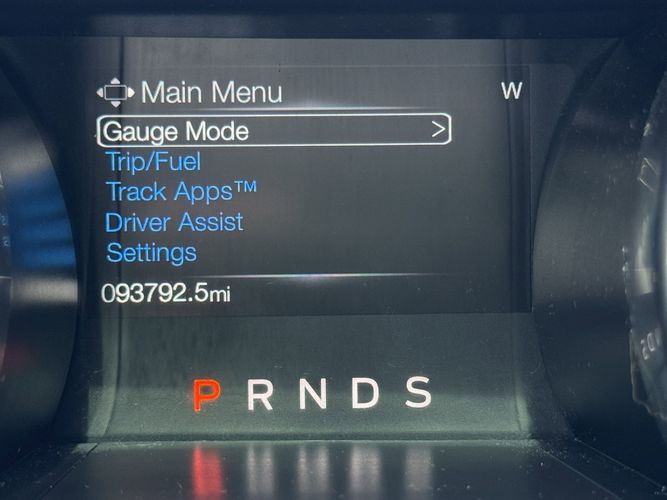 Main Menu W
Gauge Mode >
Trip/Fuel
Track Apps™
Driver Assist
Settings
093792.5mi
P R N D S